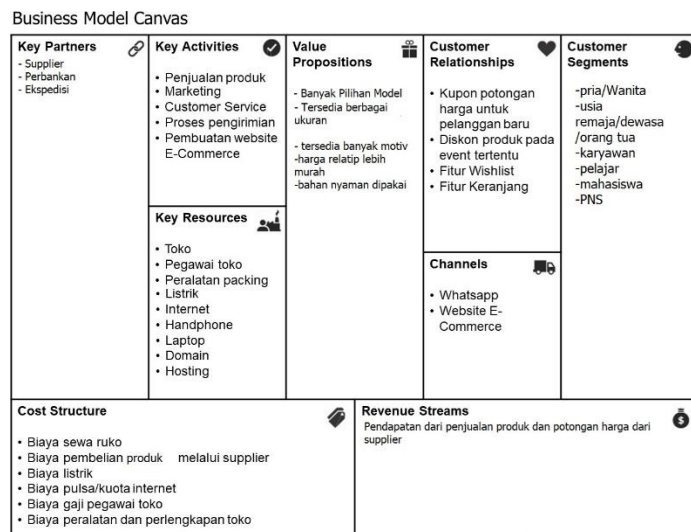 Business Model Canvas
Key Partners
- Supplier
- Perbankan
- Ekspedisi
Key Activities
• Penjualan produk
• Marketing
• Customer Service
• Proses pengirimian
• Pembuatan website
E-Commerce
Key Resources
• Toko
• Pegawai toko
• Peralatan packing
• Listrik
• Internet
• Handphone
• Laptop
• Domain
• Hosting
Value
Propositions
- Banyak Pilihan Model
- Tersedia berbagai
ukuran
- tersedia banyak motiv
-harga relatip lebih
murah
-bahan nyaman dipakai
Customer
Relationships
• Kupon potongan
harga untuk
pelanggan baru
• Diskon produk pada
event tertentu
• Fitur Wishlist
• Fitur Keranjang
Channels
• Whatsapp
• Website E-
Commerce
Customer
Segments
-pria/Wanita
-usia
remaja/dewasa
/orang tua
-karyawan
-pelajar
-mahasiswa
-PNS
Cost Structure
• Biaya sewa ruko
• Biaya pembelian produk melalui supplier
• Biaya listrik
• Biaya pulsa/kuota internet
• Biaya gaji pegawai toko
• Biaya peralatan dan perlengkapan toko
Revenue Streams
Pendapatan dari penjualan produk dan potongan harga dari
supplier